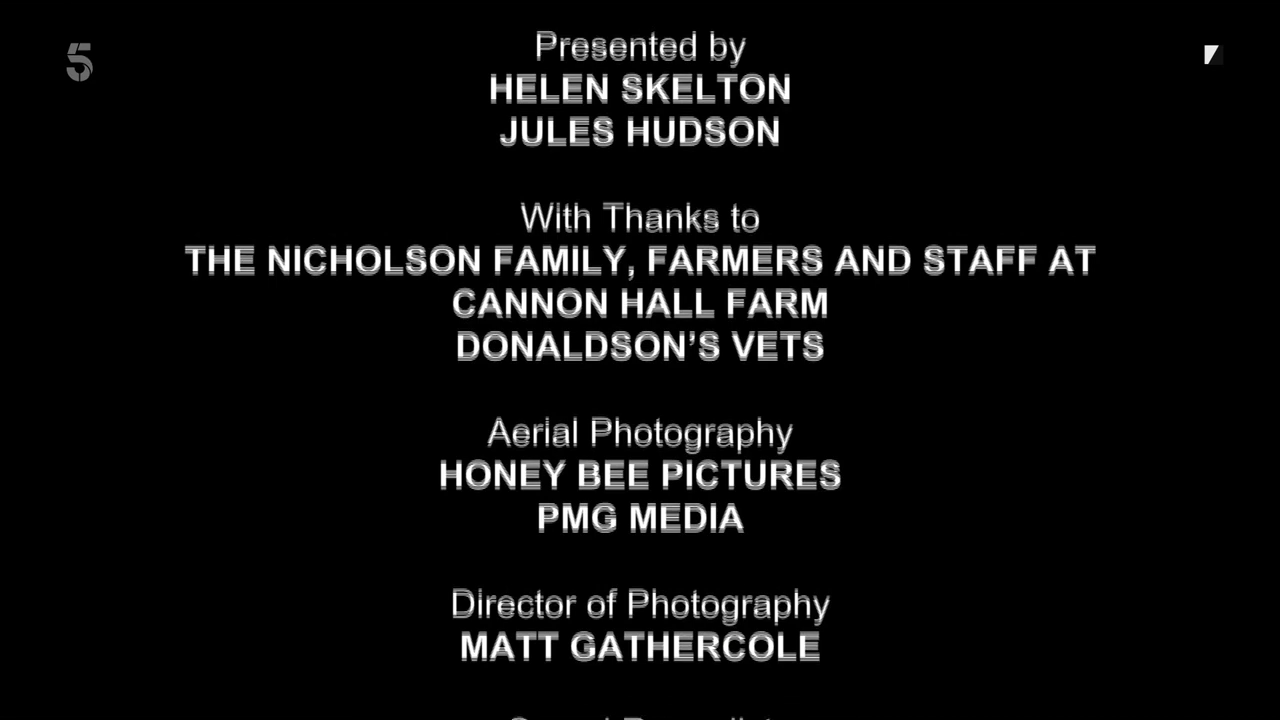 5
Presented by
HELEN SKELTON
JULES HUDSON
With Thanks to
THE NICHOLSON FAMILY, FARMERS AND STAFF AT
CANNON HALL FARM
DONALDSON’S VETS
Aerial Photography
HONEY BEE PICTURES
PMG MEDIA
Director of Photography
MATT GATHERCOLE